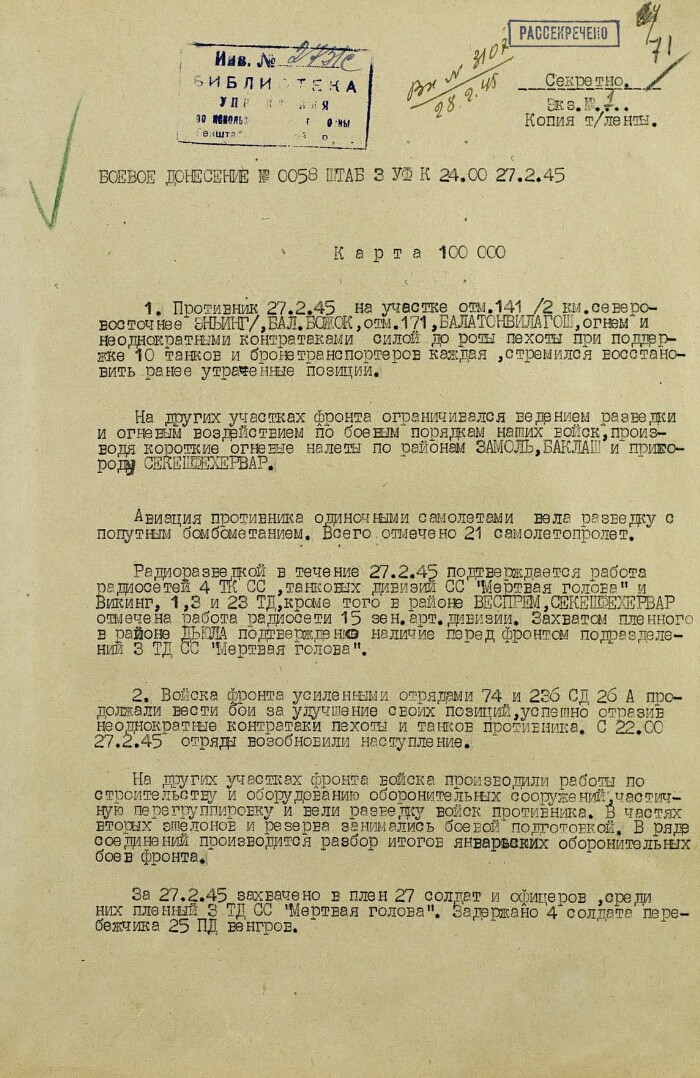 РАССЕКРЕЧЕНО
71
Инв. № 275/с
БИБЛИОТЕКА
Вх № 3107
28.2.45
Секретно.
Экз.№ 1..
Копия т/ленты.
БОЕВОЕ ДОНЕСЕНИЕ № 0058 ШТАБ 3 УФ К 24.00 27.2.45
Карта 100 000
1. Противник 27.2.45 на участке отм.141 /2 км.северо-
восточнее ЭНЬИНГ/,БАЛ.БОЖОК,отм.171,БАЛАТОНВИЛАГОШ,огнем и
неоднократными контратаками силой до роты пехоты при поддер-
жке 10 танков и бронетранспортеров каждая ,стремился восстано-
вить ранее утраченные позиции.
На других участках фронта ограничивался ведением разведки
и огневым воздействием по боевым порядкам наших войск,произ-
водя короткие огневые налеты по районам ЗАМОЛЬ,БАКЛАШ и приго-
роду СЕКЕШФЕХЕРВАР.
Авиация противника одиночными самолетами вела разведку с
попутным бомбометанием. Всего отмечено 21 самолетопролет.
Радиоразведкой в течение 27.2.45 подтверждается работа
радиосетей 4 ТК СС ,танковых дивизий СС "Мертвая голова" и
Викинг, 1,3 и 23 ТД,кроме того в районе ВЕСПРЕМ,СЕКЕШФЕХЕРВАР
отмечена работа радиосети 15 зен.арт.дивизии. Захватом пленного
в районе ДЬЮЛА подтверждено наличие перед фронтом подразделе-
ний 3 ТД СС "Мертвая голова".
2. Войска фронта усиленными отрядами 74 и 236 СД 26 А про-
должали вести бои за улучшение своих позиций,успешно отразив
неоднократные контратаки пехоты и танков противника. С 22.00
27.2.45 отряды возобновили наступление.
На других участках фронта войска производили работы по
строительству и оборудованию оборонительных сооружений,частич-
ную перегруппировку и вели разведку войск противника. В частях
вторых эшелонов и резерва занимались боевой подготовкой. В ряде
соединений производится разбор итогов январьских оборонительных
боев фронта.
За 27.2.45 захвачено в плен 27 солдат и офицеров ,среди
них пленный 3 ТД СС "Мертвая голова". Задержано 4 солдата пере-
бежчика 25 ПД венгров.